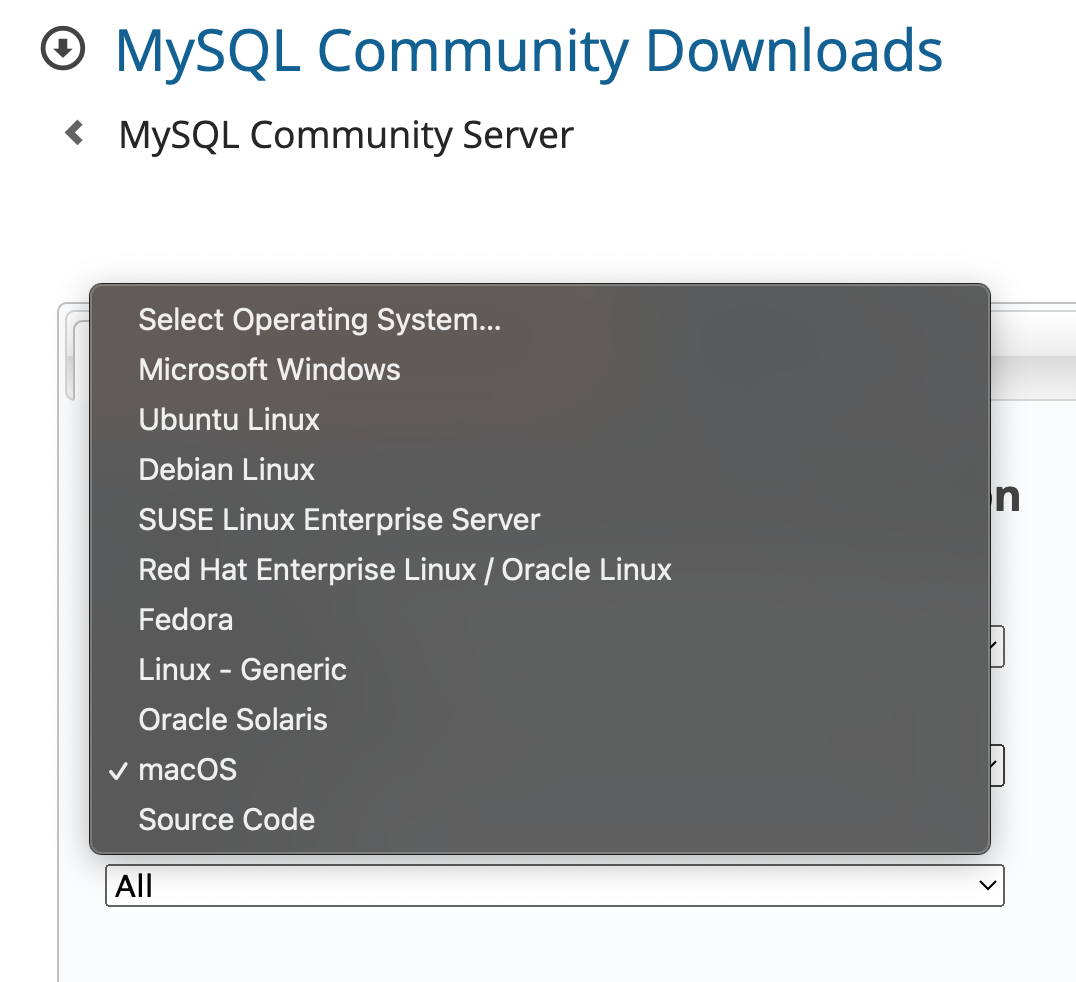 MySQL Community Downloads
MySQL Community Server
Select Operating System...
Microsoft Windows
Ubuntu Linux
Debian Linux
SUSE Linux Enterprise Server
Red Hat Enterprise Linux / Oracle Linux
Fedora
Linux - Generic
Oracle Solaris
✓ macOS
Source Code
All